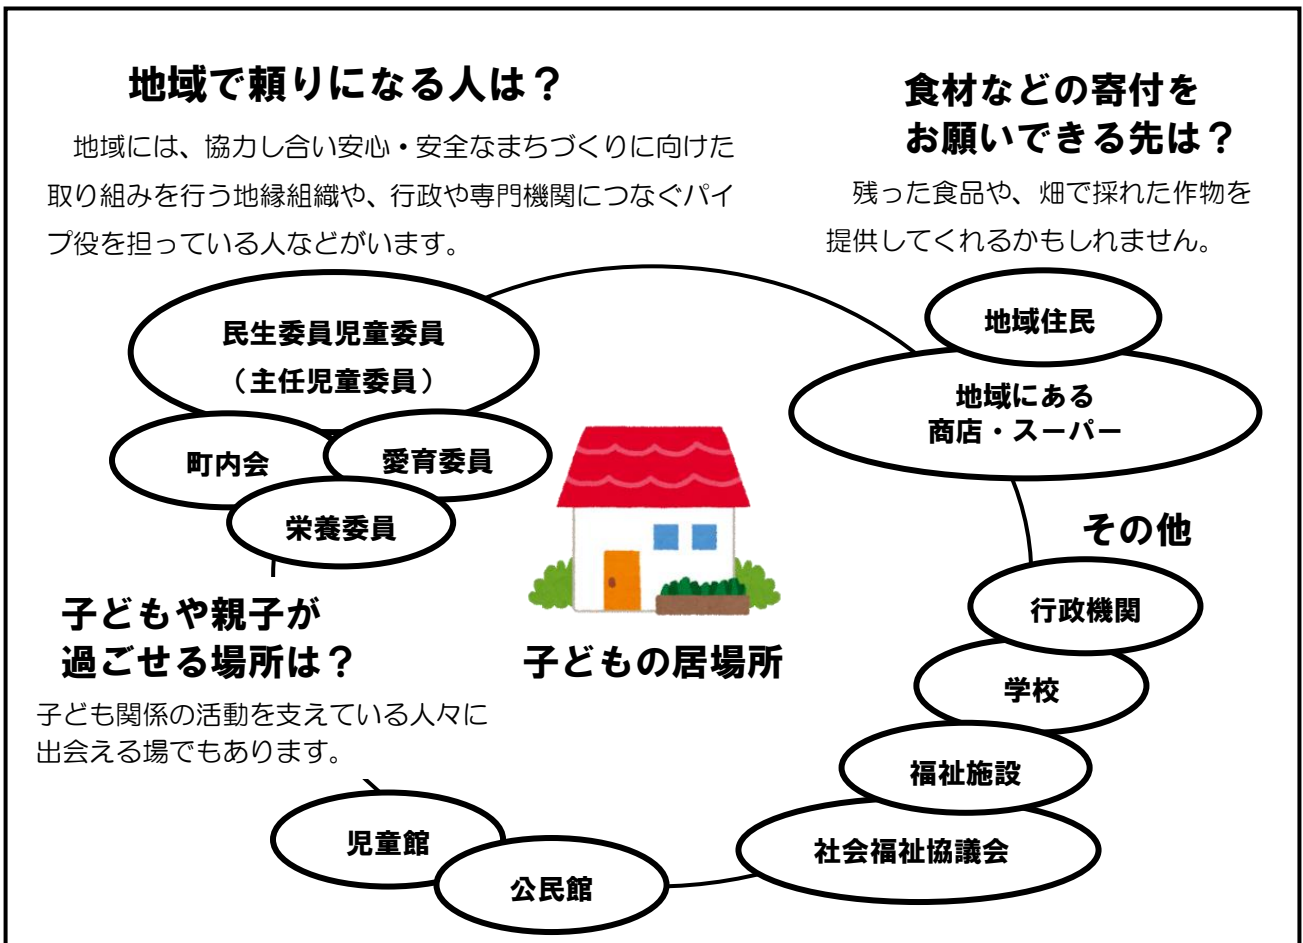 地域で頼りになる人は？
地域には、協力し合い安心・安全なまちづくりに向けた
取り組みを行う地縁組織や、行政や専門機関につなぐパイ
プ役を担っている人などがいます。
民生委員児童委員
（主任児童委員）
町内会
愛育委員
栄養委員
食材などの寄付を
お願いできる先は？
残った食品や、畑で採れた作物を
提供してくれるかもしれません。
地域住民
地域にある
商店・スーパー
子どもの居場所
その他
行政機関
学校
福祉施設
社会福祉協議会
子どもや親子が
過ごせる場所は？
子ども関係の活動を支えている人々に
出会える場でもあります。
児童館
公民館